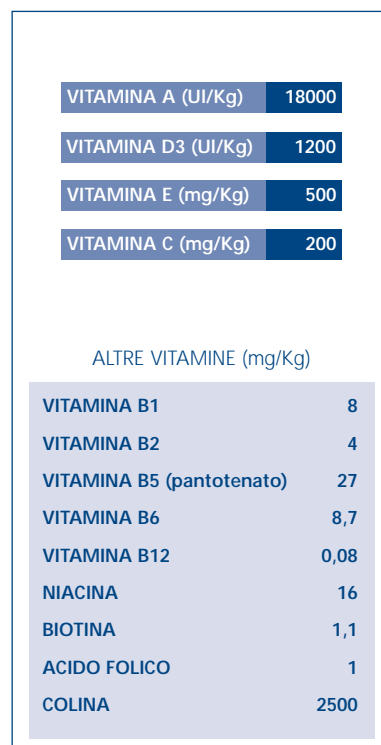 VITAMINA A (UI/Kg) 18000
VITAMINA D3 (UI/Kg) 1200
VITAMINA E (mg/Kg) 500
VITAMINA C (mg/Kg) 200
ALTRE VITAMINE (mg/Kg)
VITAMINA B1 8
VITAMINA B2 4
VITAMINA B5 (pantotenato) 27
VITAMINA B6 8,7
VITAMINA B12 0,08
NIACINA 16
BIOTINA 1,1
ACIDO FOLICO 1
COLINA 2500